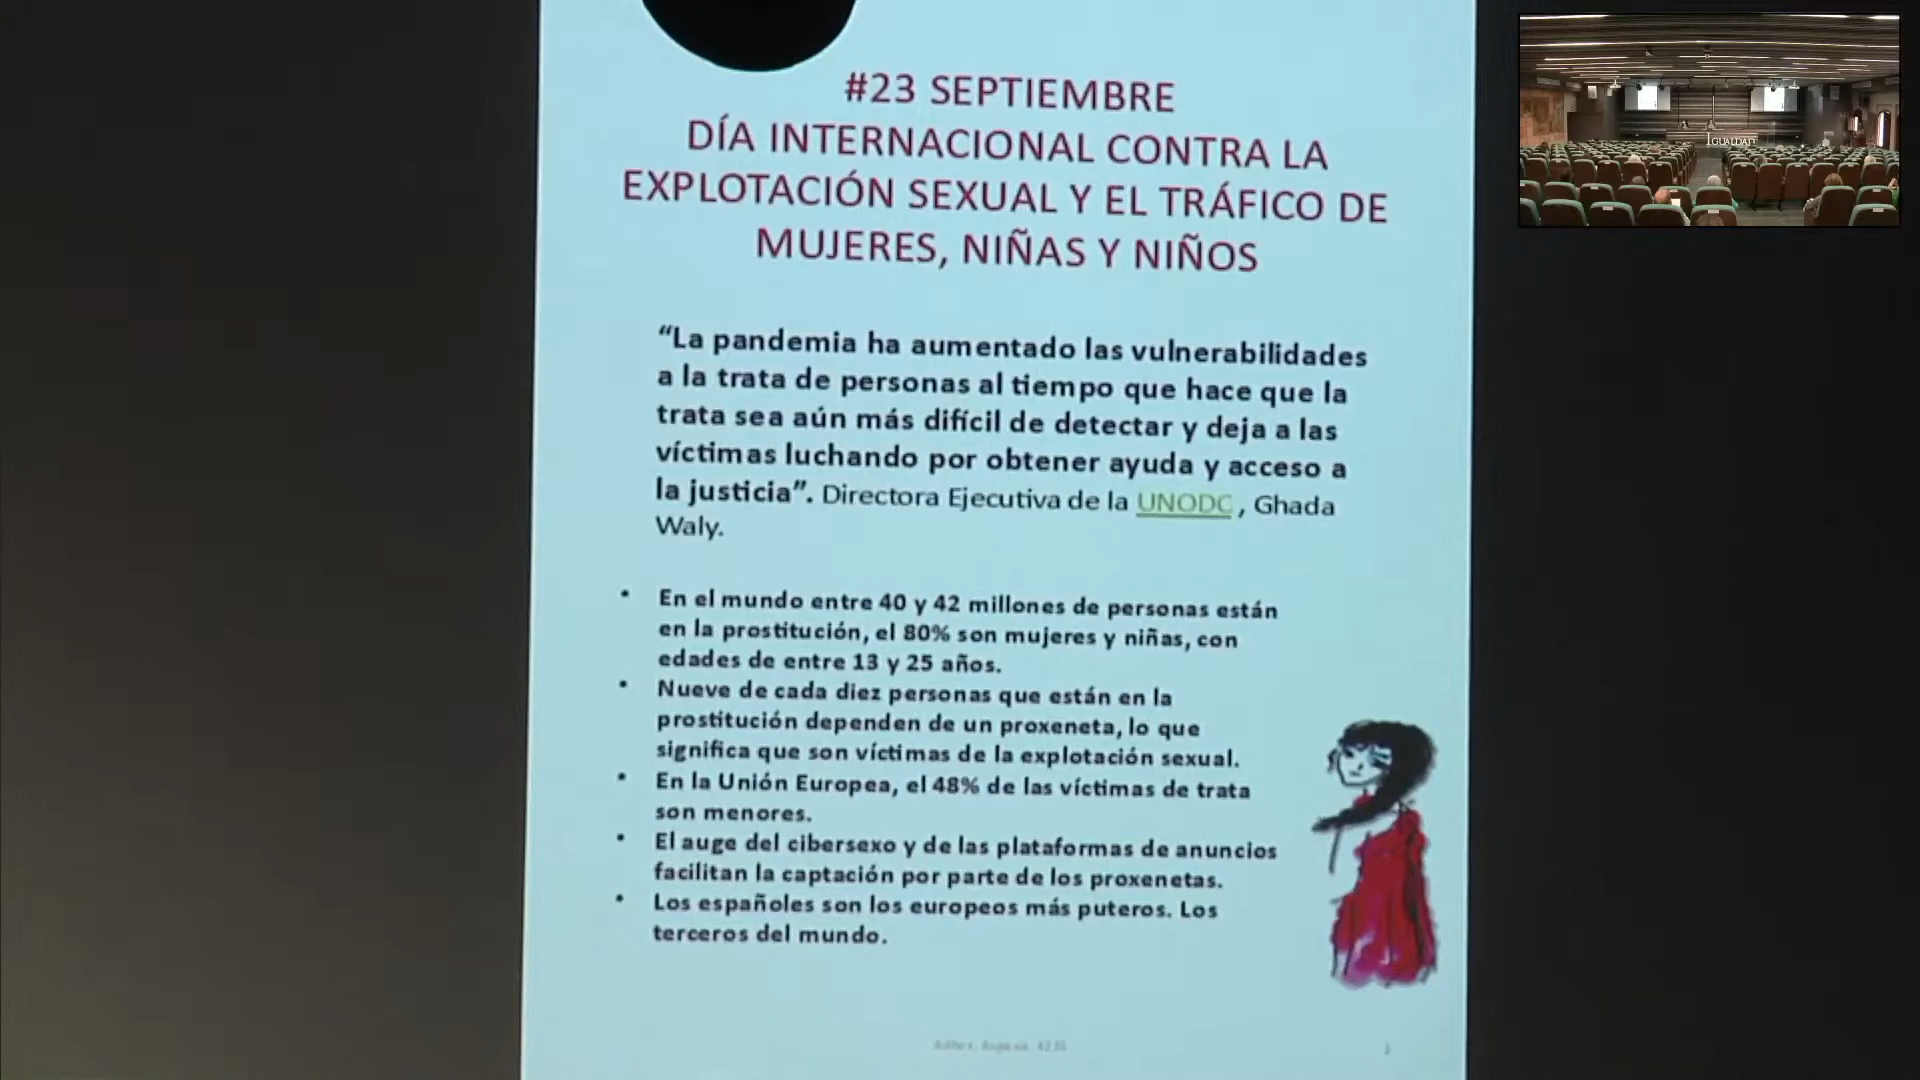 #23 SEPTIEMBRE
DÍA INTERNACIONAL CONTRA LA
EXPLOTACIÓN SEXUAL Y EL TRÁFICO DE
MUJERES, NIÑAS Y NIÑOS
“La pandemia ha aumentado las vulnerabilidades
a la trata de personas al tiempo que hace que la
trata sea aún más difícil de detectar y deja a las
víctimas luchando por obtener ayuda y acceso a
la justicia”. Directora Ejecutiva de la UNODC , Ghada
Waly.
• En el mundo entre 40 y 42 millones de personas están
en la prostitución, el 80% son mujeres y niñas, con
edades de entre 13 y 25 años.
• Nueve de cada diez personas que están en la
prostitución dependen de un proxeneta, lo que
significa que son víctimas de la explotación sexual.
• En la Unión Europea, el 48% de las víctimas de trata
son menores.
• El auge del cibersexo y de las plataformas de anuncios
facilitan la captación por parte de los proxenetas.
• Los españoles son los europeos más puteros. Los
terceros del mundo.
IGUALDAD